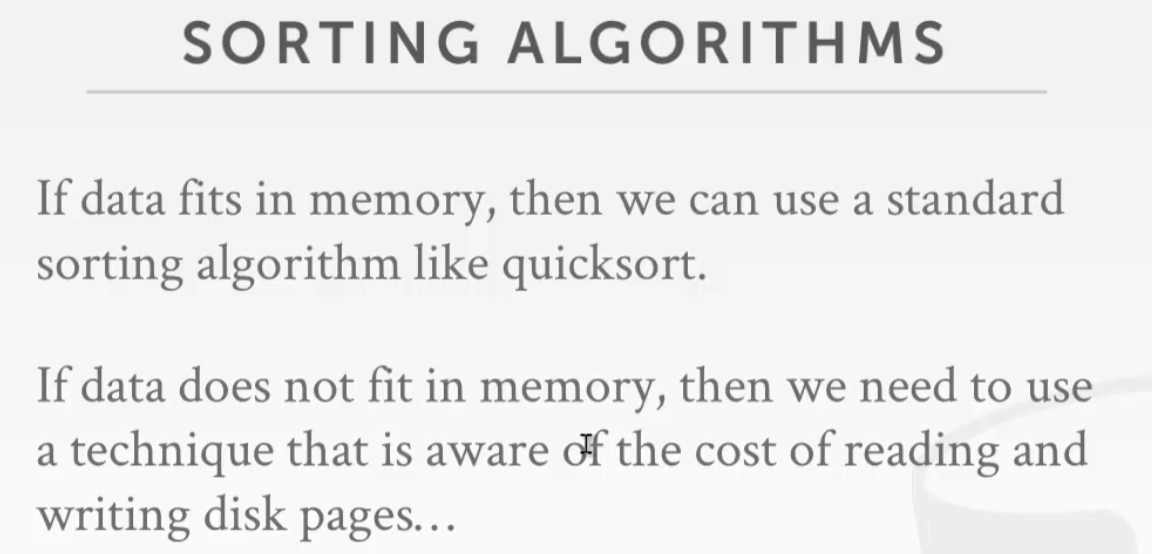 SORTING ALGORITHMS
If data fits in memory, then we can use a standard
sorting algorithm like quicksort.
If data does not fit in memory, then we need to use
a technique that is aware of the cost of reading and
writing disk pages…